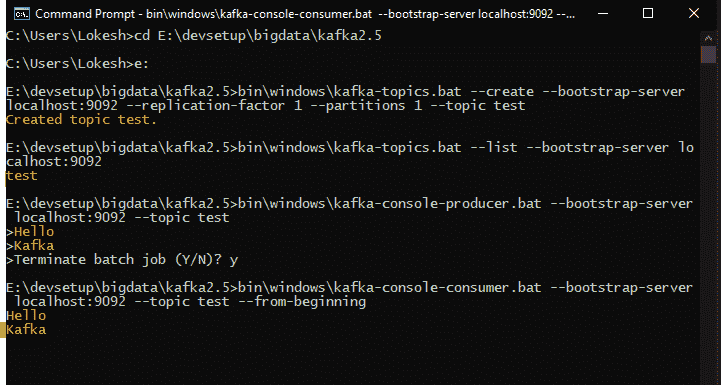 Command Prompt - bin\windows\kafka-console-consumer.bat --bootstrap-server localhost:9092 --...
C:\Users\Lokesh>cd E:\devsetup\bigdata\kafka2.5
C:\Users\Lokesh>e:
E:\devsetup\bigdata\kafka2.5>bin\windows\kafka-topics.bat --create --bootstrap-server
localhost:9092 --replication-factor 1 --partitions 1 --topic test
Created topic test.
E:\devsetup\bigdata\kafka2.5>bin\windows\kafka-topics.bat --list --bootstrap-server lo
calhost:9092
test
E:\devsetup\bigdata\kafka2.5>bin\windows\kafka-console-producer.bat --bootstrap-server
localhost:9092 --topic test
>Hello
>Kafka
>Terminate batch job (Y/N)? y
E:\devsetup\bigdata\kafka2.5>bin\windows\kafka-console-consumer.bat --bootstrap-server
localhost:9092 --topic test --from-beginning
Hello
Kafka